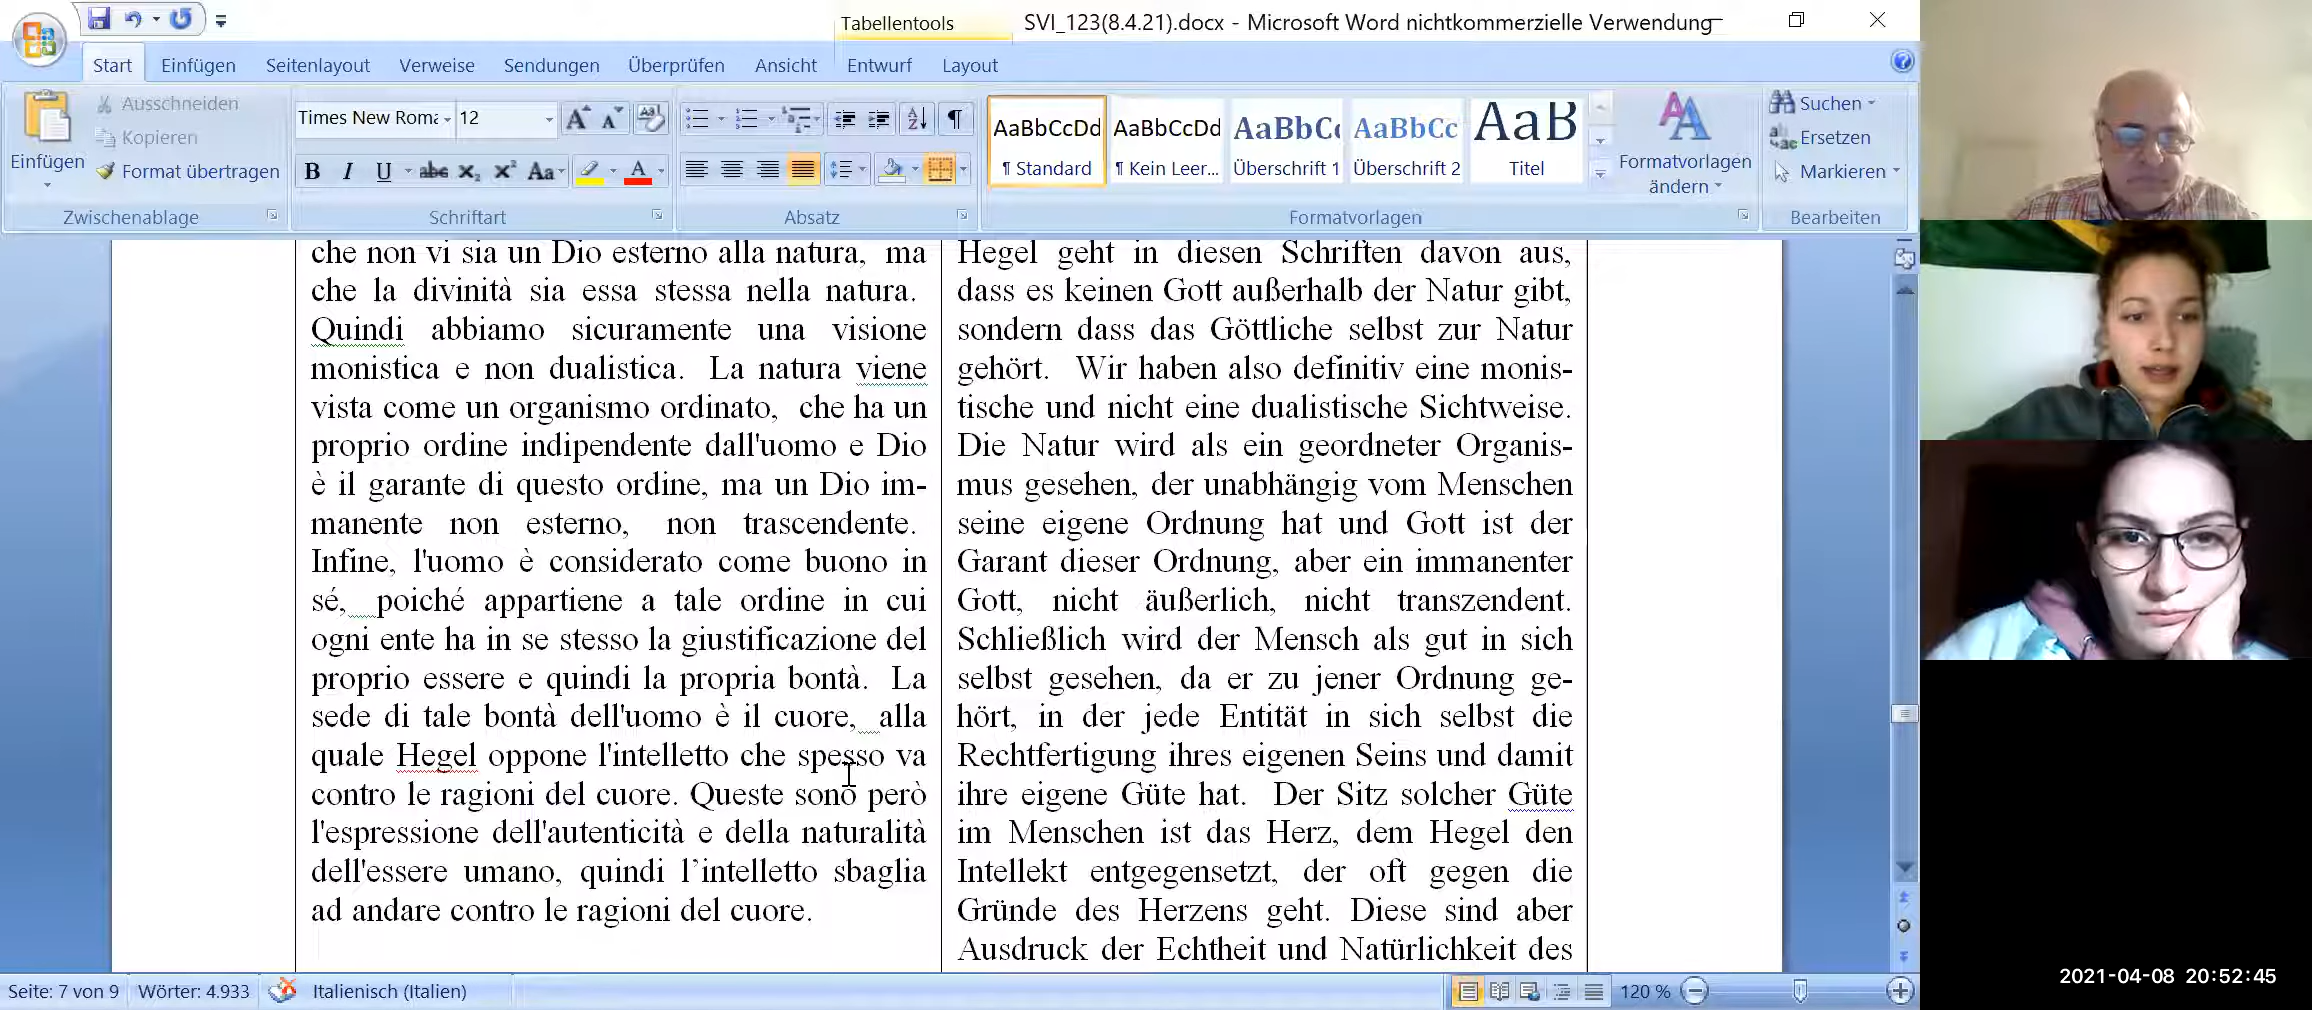 Tabellentools
SVI_123(8.4.21).docx - Microsoft Word nichtkommerzielle Verwendung
Start Einfügen Seitenlayout Verweise Sendungen Überprüfen Ansicht Entwurf Layout
Einfügen
Ausschneiden
Kopieren
Format übertragen
Zwischenablage
Times New Roma 12
Schriftart
Absatz
AaBbCcDd AaBbCcDd AaBbCc AaBbCc AaB
¶ Standard ¶ Kein Leer... Überschrift 1 Überschrift 2 Titel
Formatvorlagen
ändern
Formatvorlagen
Suchen
Ersetzen
Markieren
Bearbeiten
che non vi sia un Dio esterno alla natura, ma
che la divinità sia essa stessa nella natura.
Quindi abbiamo sicuramente una visione
monistica e non dualistica. La natura viene
vista come un organismo ordinato, che ha un
proprio ordine indipendente dall'uomo e Dio
è il garante di questo ordine, ma un Dio im-
manente non esterno, non trascendente.
Infine, l'uomo è considerato come buono in
sé, poiché appartiene a tale ordine in cui
ogni ente ha in se stesso la giustificazione del
proprio essere e quindi la propria bontà. La
sede di tale bontà dell'uomo è il cuore, alla
quale Hegel oppone l'intelletto che spesso va
contro le ragioni del cuore. Queste sono però
l'espressione dell'autenticità e della naturalità
dell'essere umano, quindi l’intelletto sbaglia
ad andare contro le ragioni del cuore.
Hegel geht in diesen Schriften davon aus,
dass es keinen Gott außerhalb der Natur gibt,
sondern dass das Göttliche selbst zur Natur
gehört. Wir haben also definitiv eine monis-
tische und nicht eine dualistische Sichtweise.
Die Natur wird als ein geordneter Organis-
mus gesehen, der unabhängig vom Menschen
seine eigene Ordnung hat und Gott ist der
Garant dieser Ordnung, aber ein immanenter
Gott, nicht äußerlich, nicht transzendent.
Schließlich wird der Mensch als gut in sich
selbst gesehen, da er zu jener Ordnung ge-
hört, in der jede Entität in sich selbst die
Rechtfertigung ihres eigenen Seins und damit
ihre eigene Güte hat. Der Sitz solcher Güte
im Menschen ist das Herz, dem Hegel den
Intellekt entgegensetzt, der oft gegen die
Gründe des Herzens geht. Diese sind aber
Ausdruck der Echtheit und Natürlichkeit des
Seite: 7 von 9 Wörter: 4.933 Italienisch (Italien) 120 %
2021-04-08 20:52:45